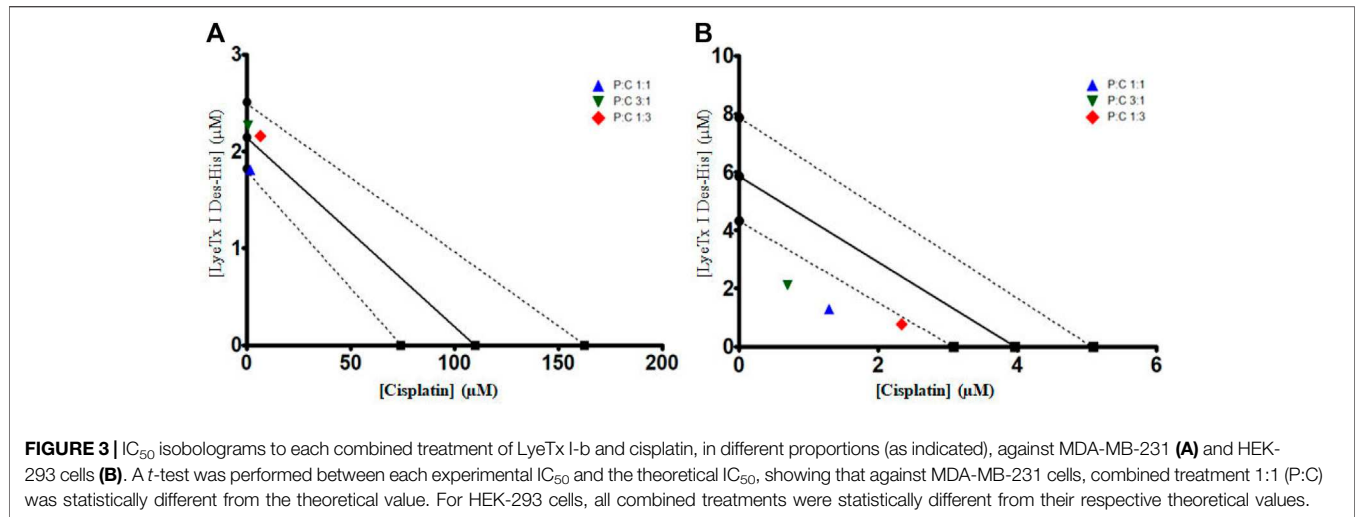 A
3
2
1
0
[LyeTx I Des-His] (µM)
0
50
100
150
200
[Cisplatin] (µM)
P:C 1:1
P:C 3:1
P:C 1:3
B
10
8
6
4
2
0
[LyeTx I Des-His] (µM)
0
2
4
6
[Cisplatin] (µM)
P:C 1:1
P:C 3:1
P:C 1:3
FIGURE 3 | IC50 isobolograms to each combined treatment of LyeTx I-b and cisplatin, in different proportions (as indicated), against MDA-MB-231 (A) and HEK-
293 cells (B). A t-test was performed between each experimental IC50 and the theoretical IC50, showing that against MDA-MB-231 cells, combined treatment 1:1 (P:C)
was statistically different from the theoretical value. For HEK-293 cells, all combined treatments were statistically different from their respective theoretical values.